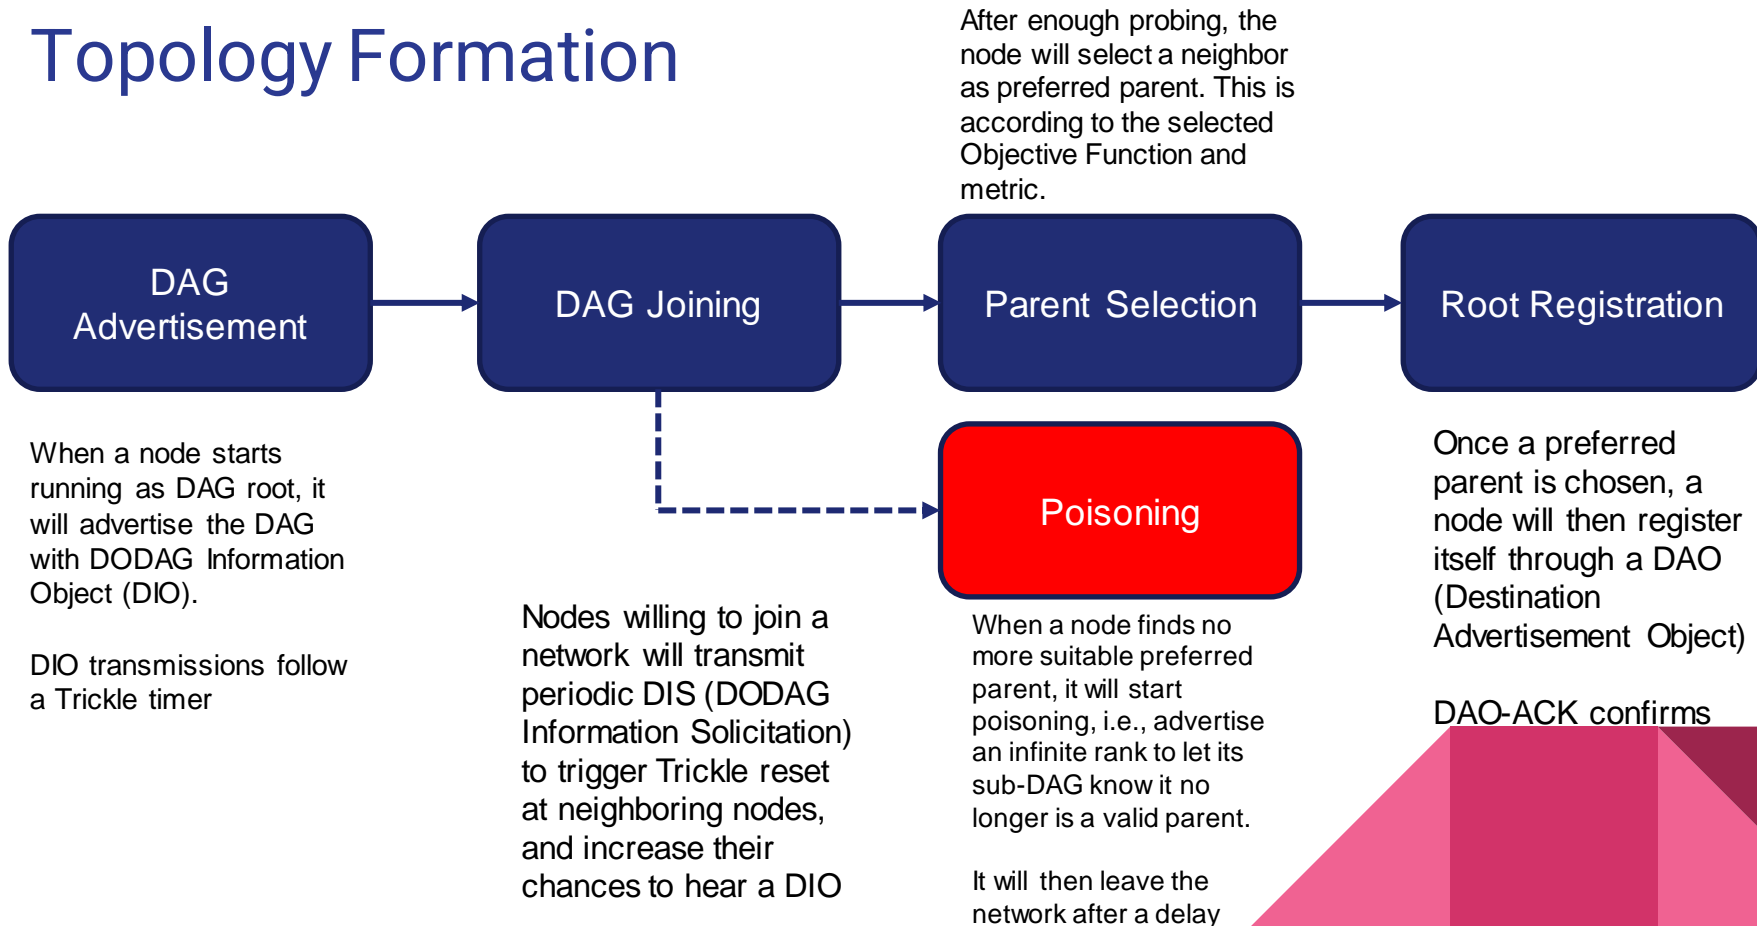 Topology Formation
After enough probing, the
node will select a neighbor
as preferred parent. This is
according to the selected
Objective Function and
metric.
DAG
Advertisement
DAG Joining
Parent Selection
Root Registration
When a node starts
running as DAG root, it
will advertise the DAG
with DODAG Information
Object (DIO).
DIO transmissions follow
a Trickle timer
Nodes willing to join a
network will transmit
periodic DIS (DODAG
Information Solicitation)
to trigger Trickle reset
at neighboring nodes,
and increase their
chances to hear a DIO
Poisoning
When a node finds no
more suitable preferred
parent, it will start
poisoning, i.e., advertise
an infinite rank to let its
sub-DAG know it no
longer is a valid parent.
It will then leave the
network after a delay
Once a preferred
parent is chosen, a
node will then register
itself through a DAO
(Destination
Advertisement Object)
DAO-ACK confirms